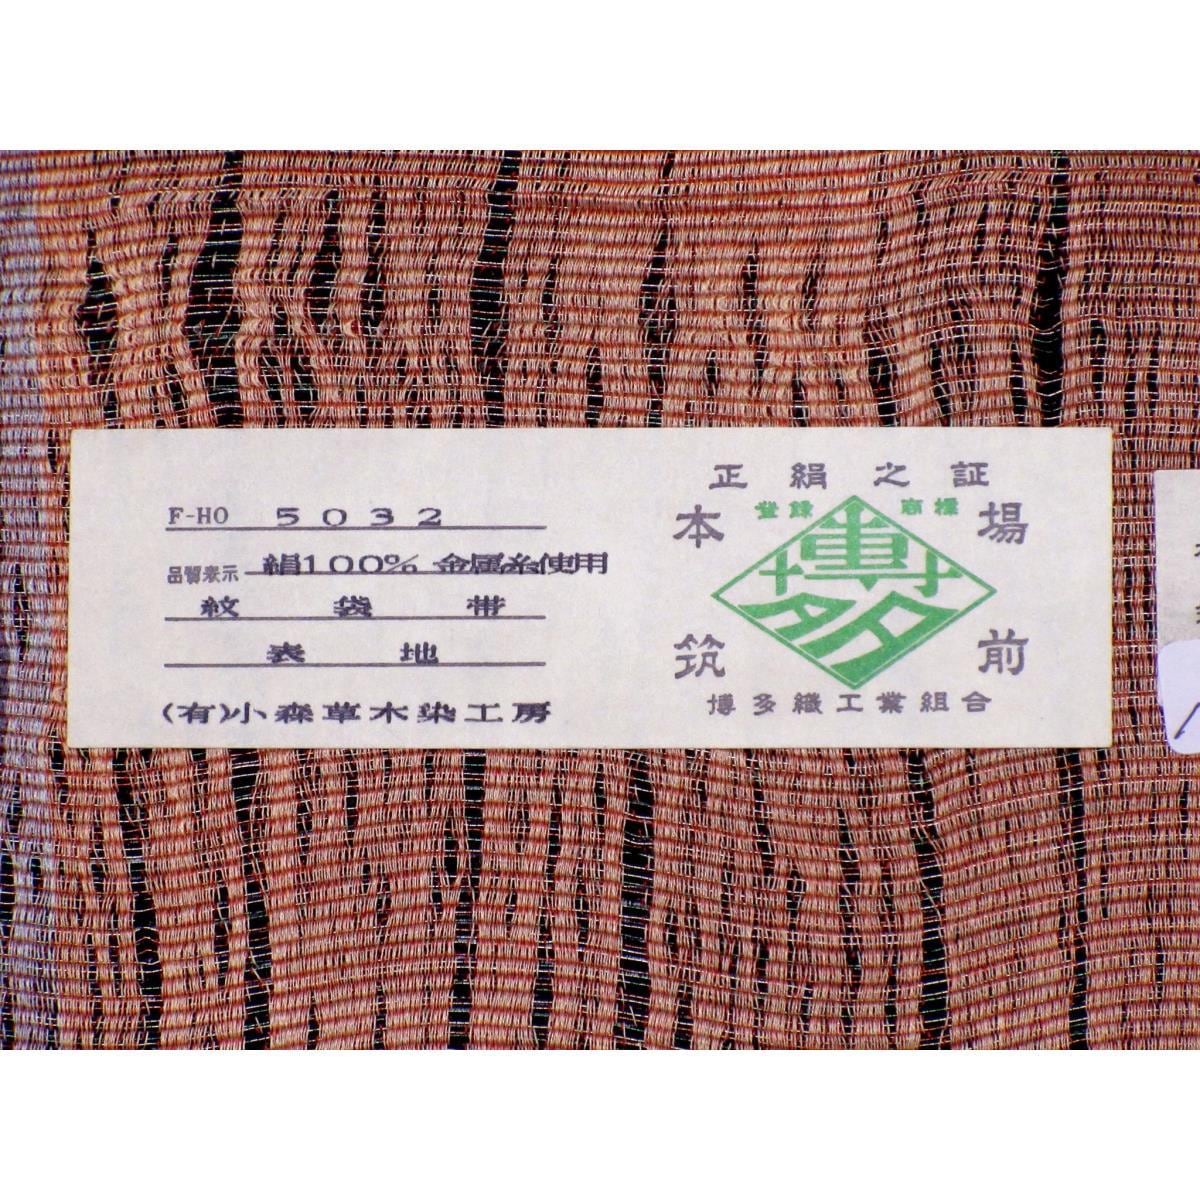 F-HO 5032
品質表示 絹100% 金属糸使用
紋 袋 帯
表 地
(有)小森草木染工房
正絹之証
登録 商標
本 場
博多
筑 前
博多織工業組合